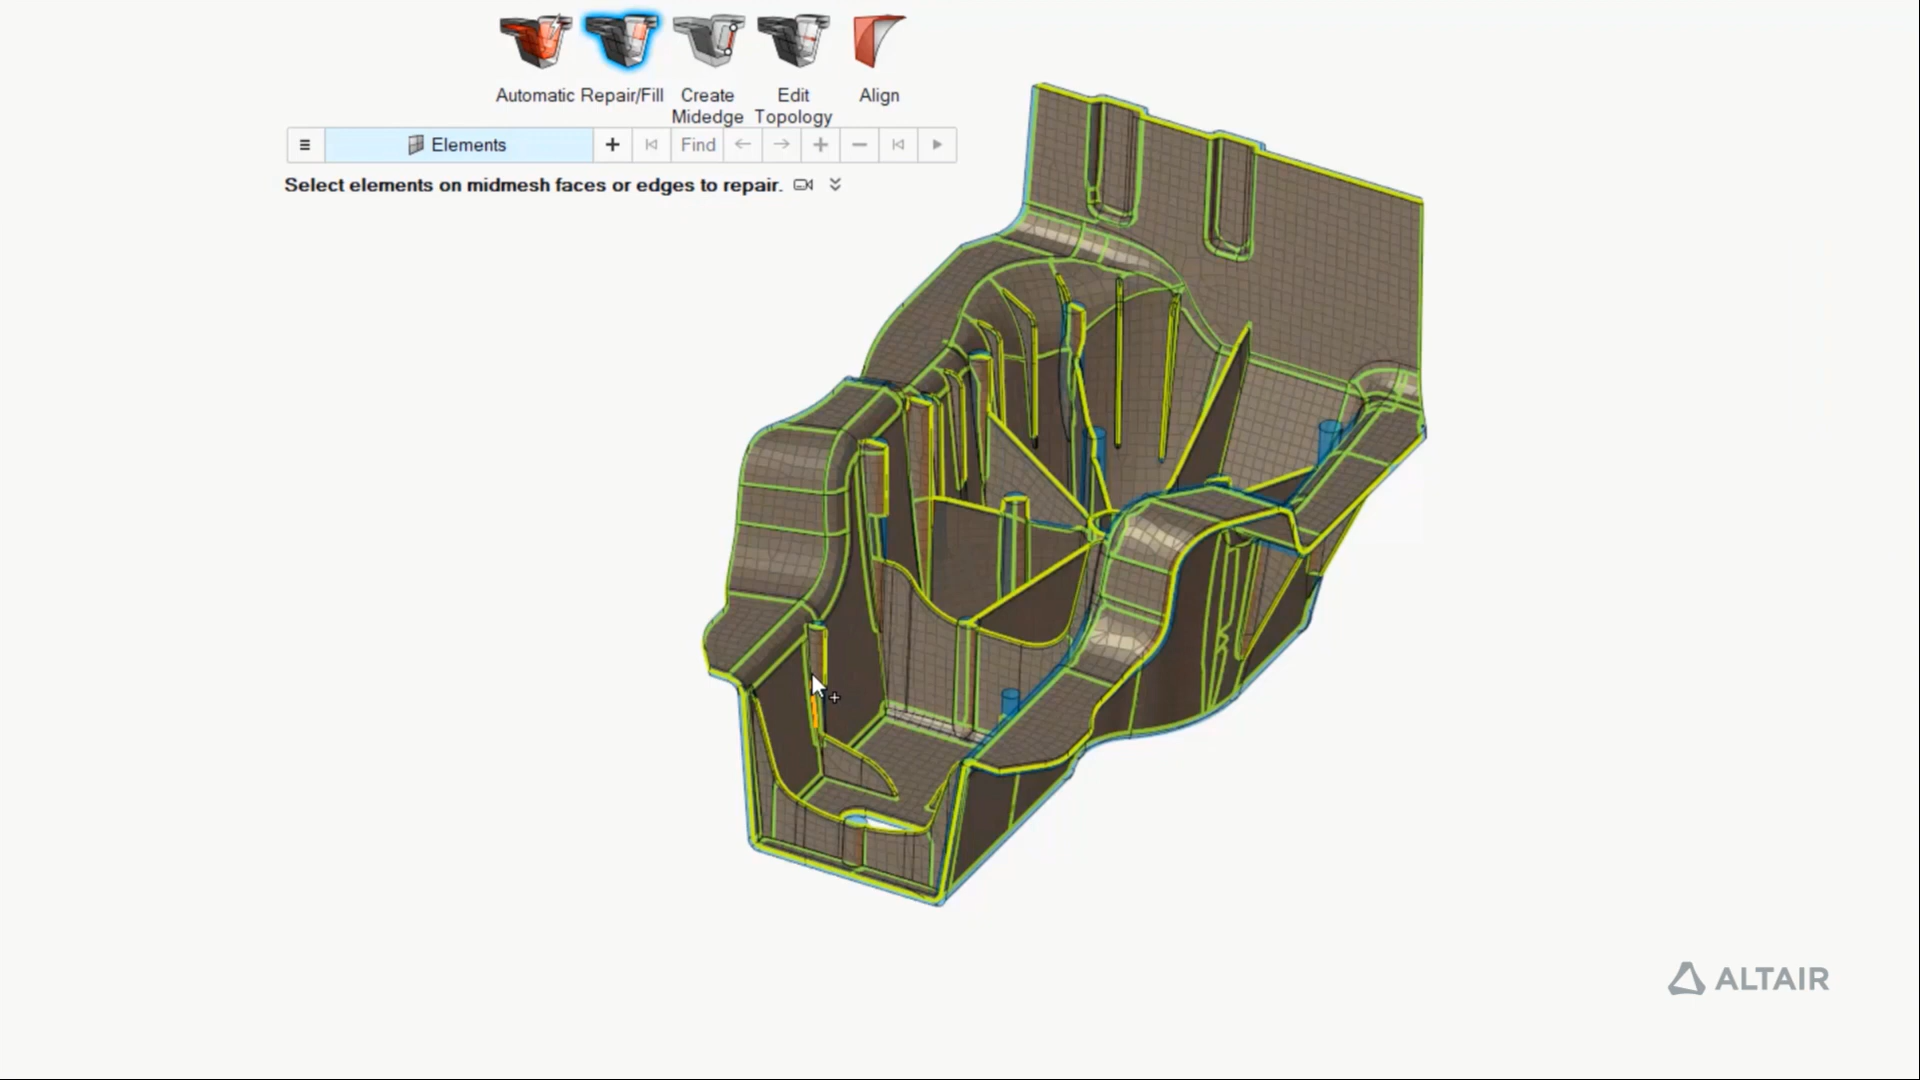 Automatic Repair/Fill Create Midedge Edit Topology Align
Elements
Find
Select elements on midmesh faces or edges to repair.
ALTAIR